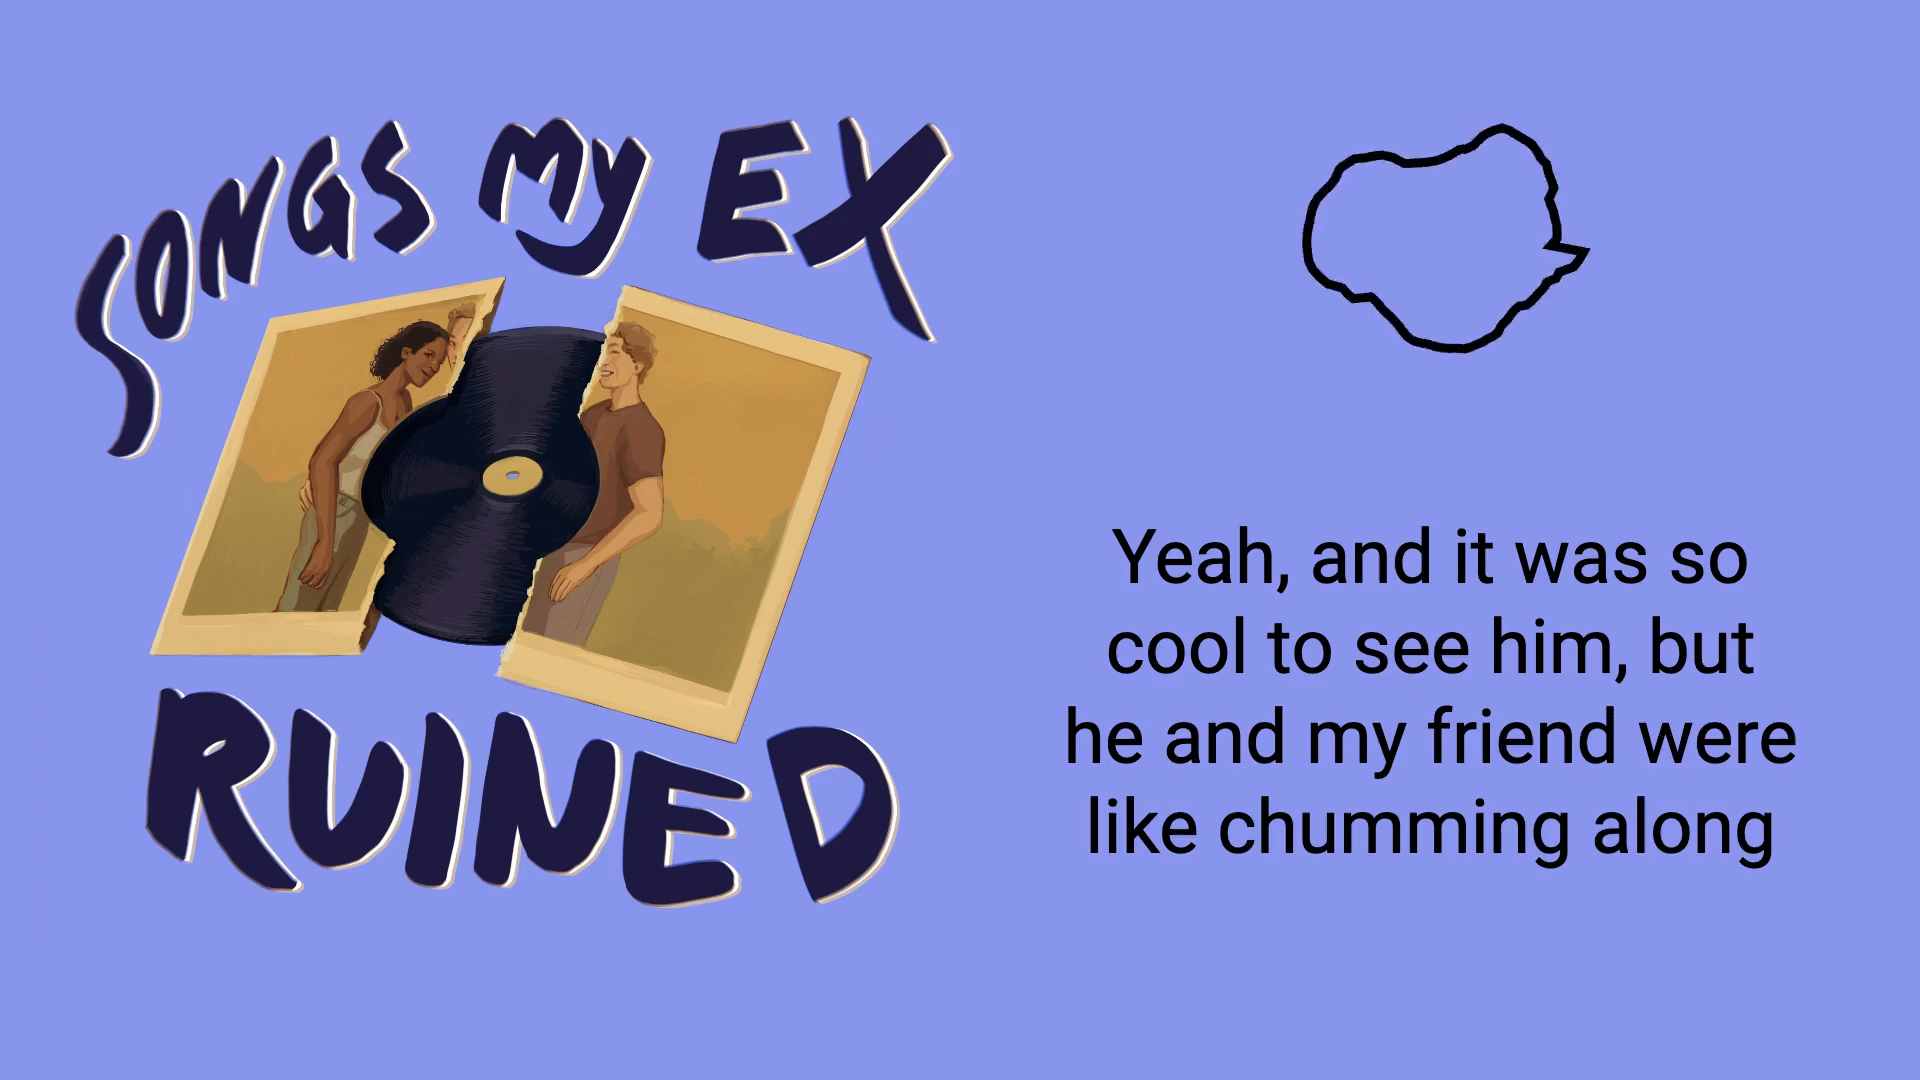 SONGS MY EX
RUINED
Yeah, and it was so
cool to see him, but
he and my friend were
like chumming along